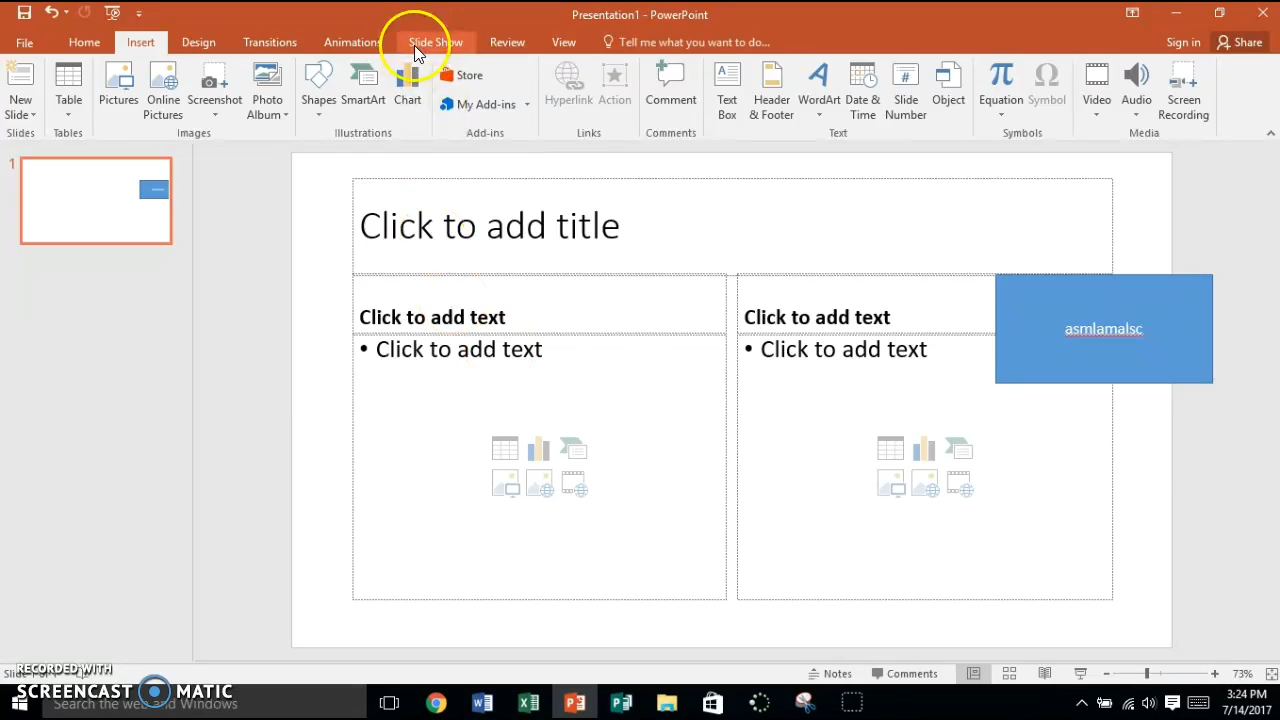 Presentation1 - PowerPoint
File Home Insert Design Transitions Animations Slide Show Review View Tell me what you want to do... Sign in Share
New Slide
Table
Pictures
Online Pictures
Screenshot
Photo Album
Shapes
SmartArt
Chart
Store
My Add-ins
Hyperlink
Action
Comment
Text Box
Header & Footer
WordArt
Date & Time
Slide Number
Object
Equation
Symbol
Video
Audio
Screen Recording
Slides Tables Images Illustrations Add-ins Links Comments Text Symbols Media
1
Click to add title
Click to add text
• Click to add text
Click to add text
• Click to add text
asmlamalsc
RECORDED WITH
SCREENCAST MATIC
Notes Comments 73%
Search the web and Windows
3:24 PM
7/14/2017